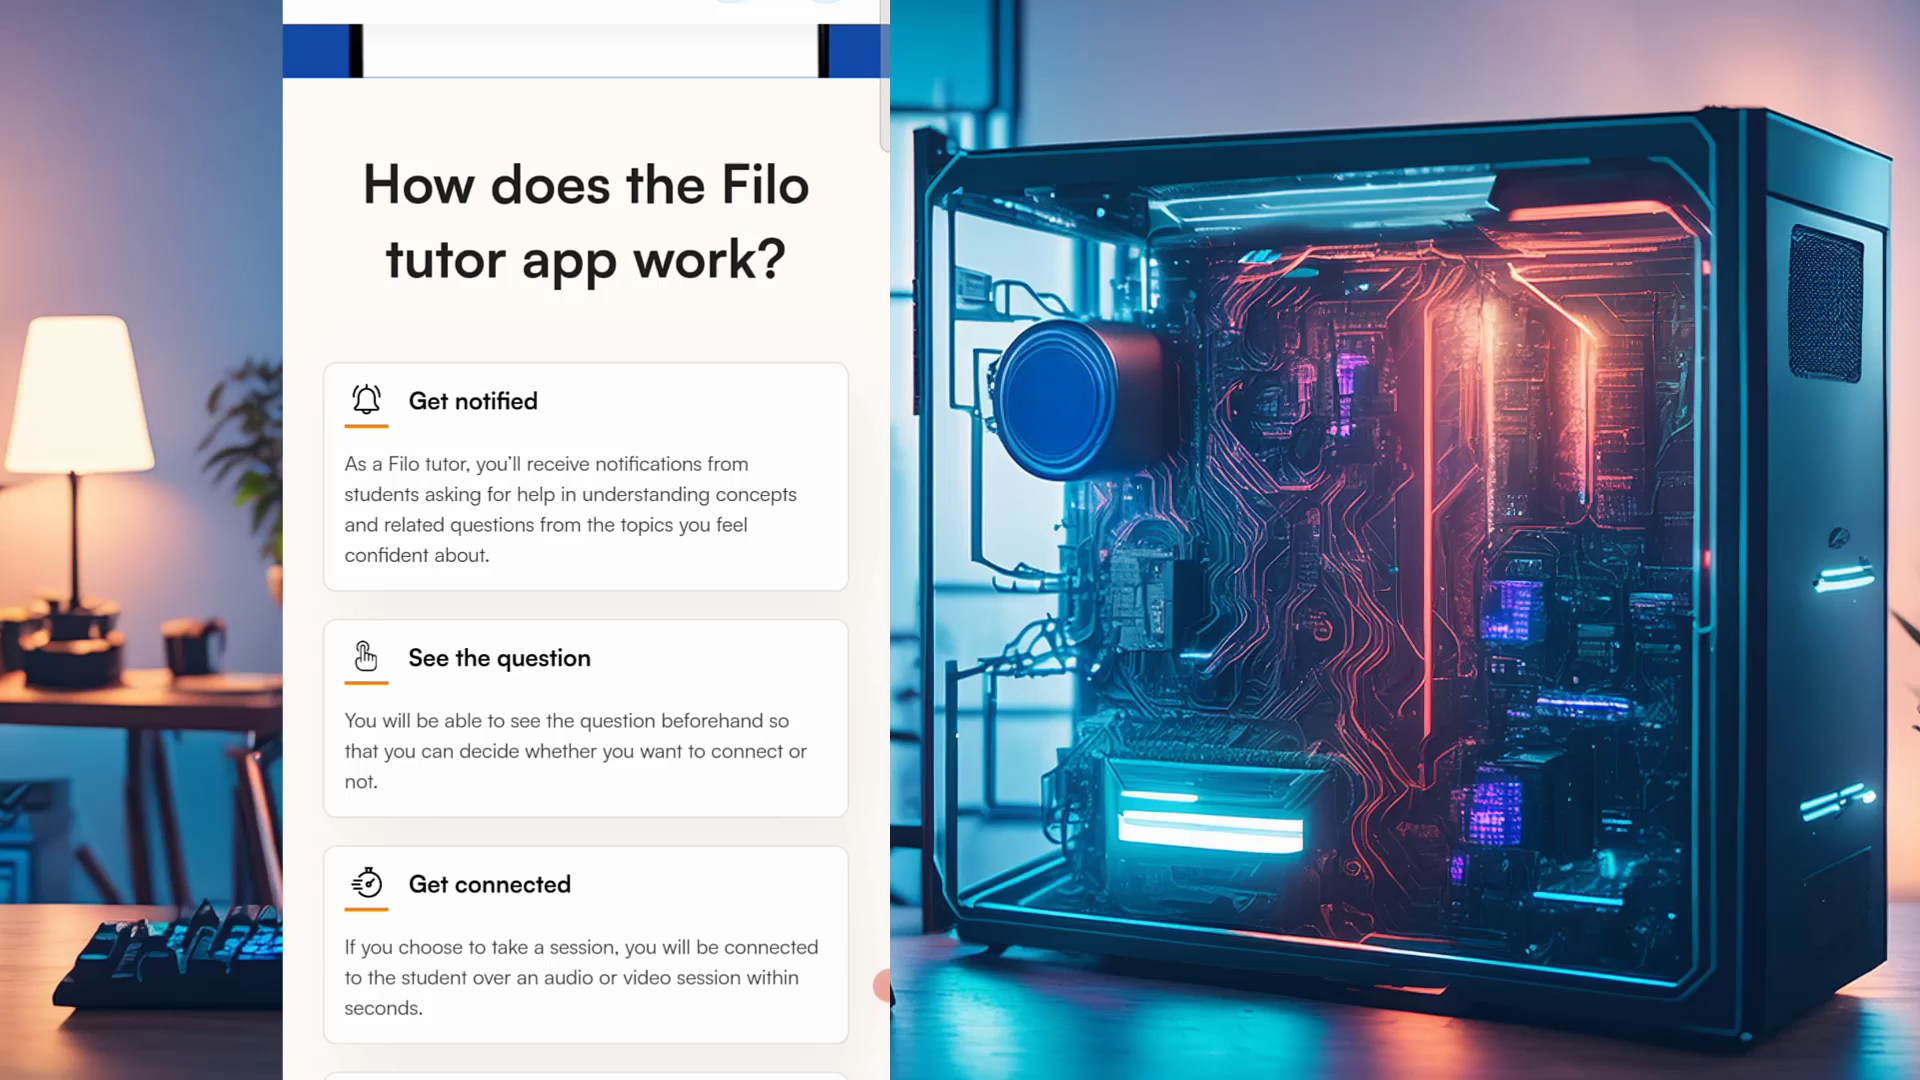 How does the Filo
tutor app work?
Get notified
As a Filo tutor, you’ll receive notifications from
students asking for help in understanding concepts
and related questions from the topics you feel
confident about.
See the question
You will be able to see the question beforehand so
that you can decide whether you want to connect or
not.
Get connected
If you choose to take a session, you will be connected
to the student over an audio or video session within
seconds.